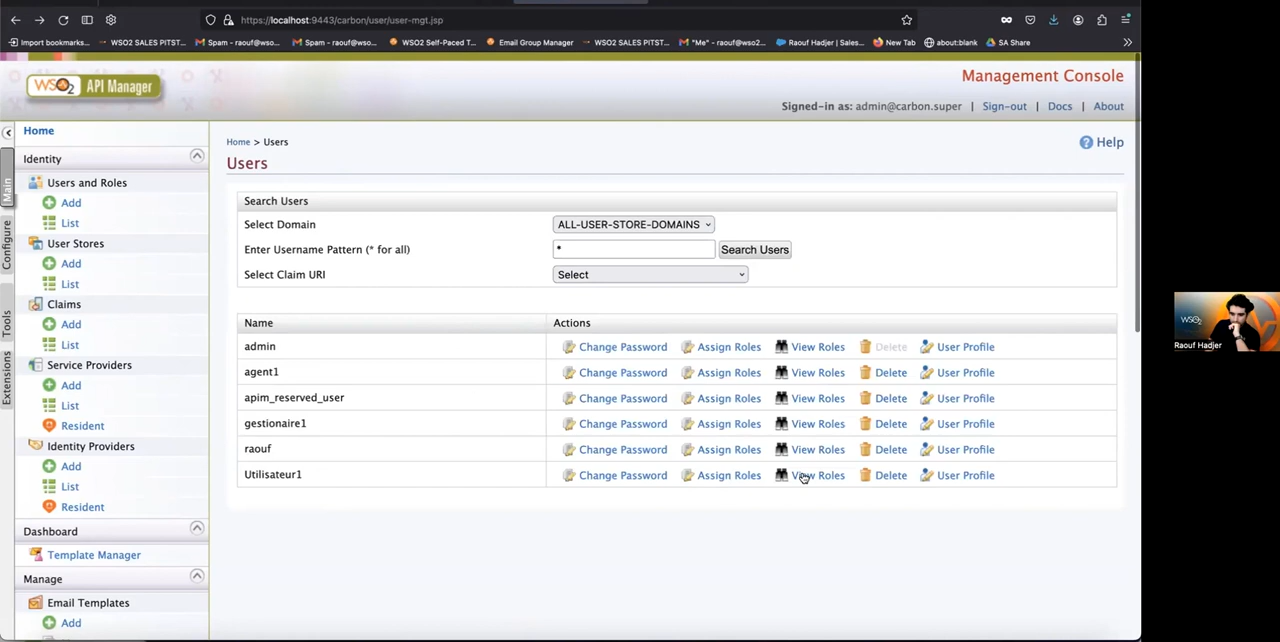 https://localhost:9443/carbon/user/user-mgt.jsp
Import bookmarks... WSO2 SALES PITST... Spam - raouf@wso... Spam - raouf@wso... WSO2 Self-Paced T... Email Group Manager WSO2 SALES PITST... "Me" - raouf@wso2... Raouf Hadjer | Sales... New Tab about:blank SA Share
WSO2 API Manager
Management Console
Signed-in as: admin@carbon.super | Sign-out | Docs | About
Main
Configure
Tools
Extensions
Home
Identity
Users and Roles
Add
List
User Stores
Add
List
Claims
Add
List
Service Providers
Add
List
Resident
Identity Providers
Add
List
Resident
Dashboard
Template Manager
Manage
Email Templates
Add
Home > Users
Help
Users
Search Users
Select Domain ALL-USER-STORE-DOMAINS
Enter Username Pattern (* for all) * Search Users
Select Claim URI Select
Name Actions
admin Change Password Assign Roles View Roles Delete User Profile
agent1 Change Password Assign Roles View Roles Delete User Profile
apim_reserved_user Change Password Assign Roles View Roles Delete User Profile
gestionaire1 Change Password Assign Roles View Roles Delete User Profile
raouf Change Password Assign Roles View Roles Delete User Profile
Utilisateur1 Change Password Assign Roles View Roles Delete User Profile
WSO2
Raouf Hadjer